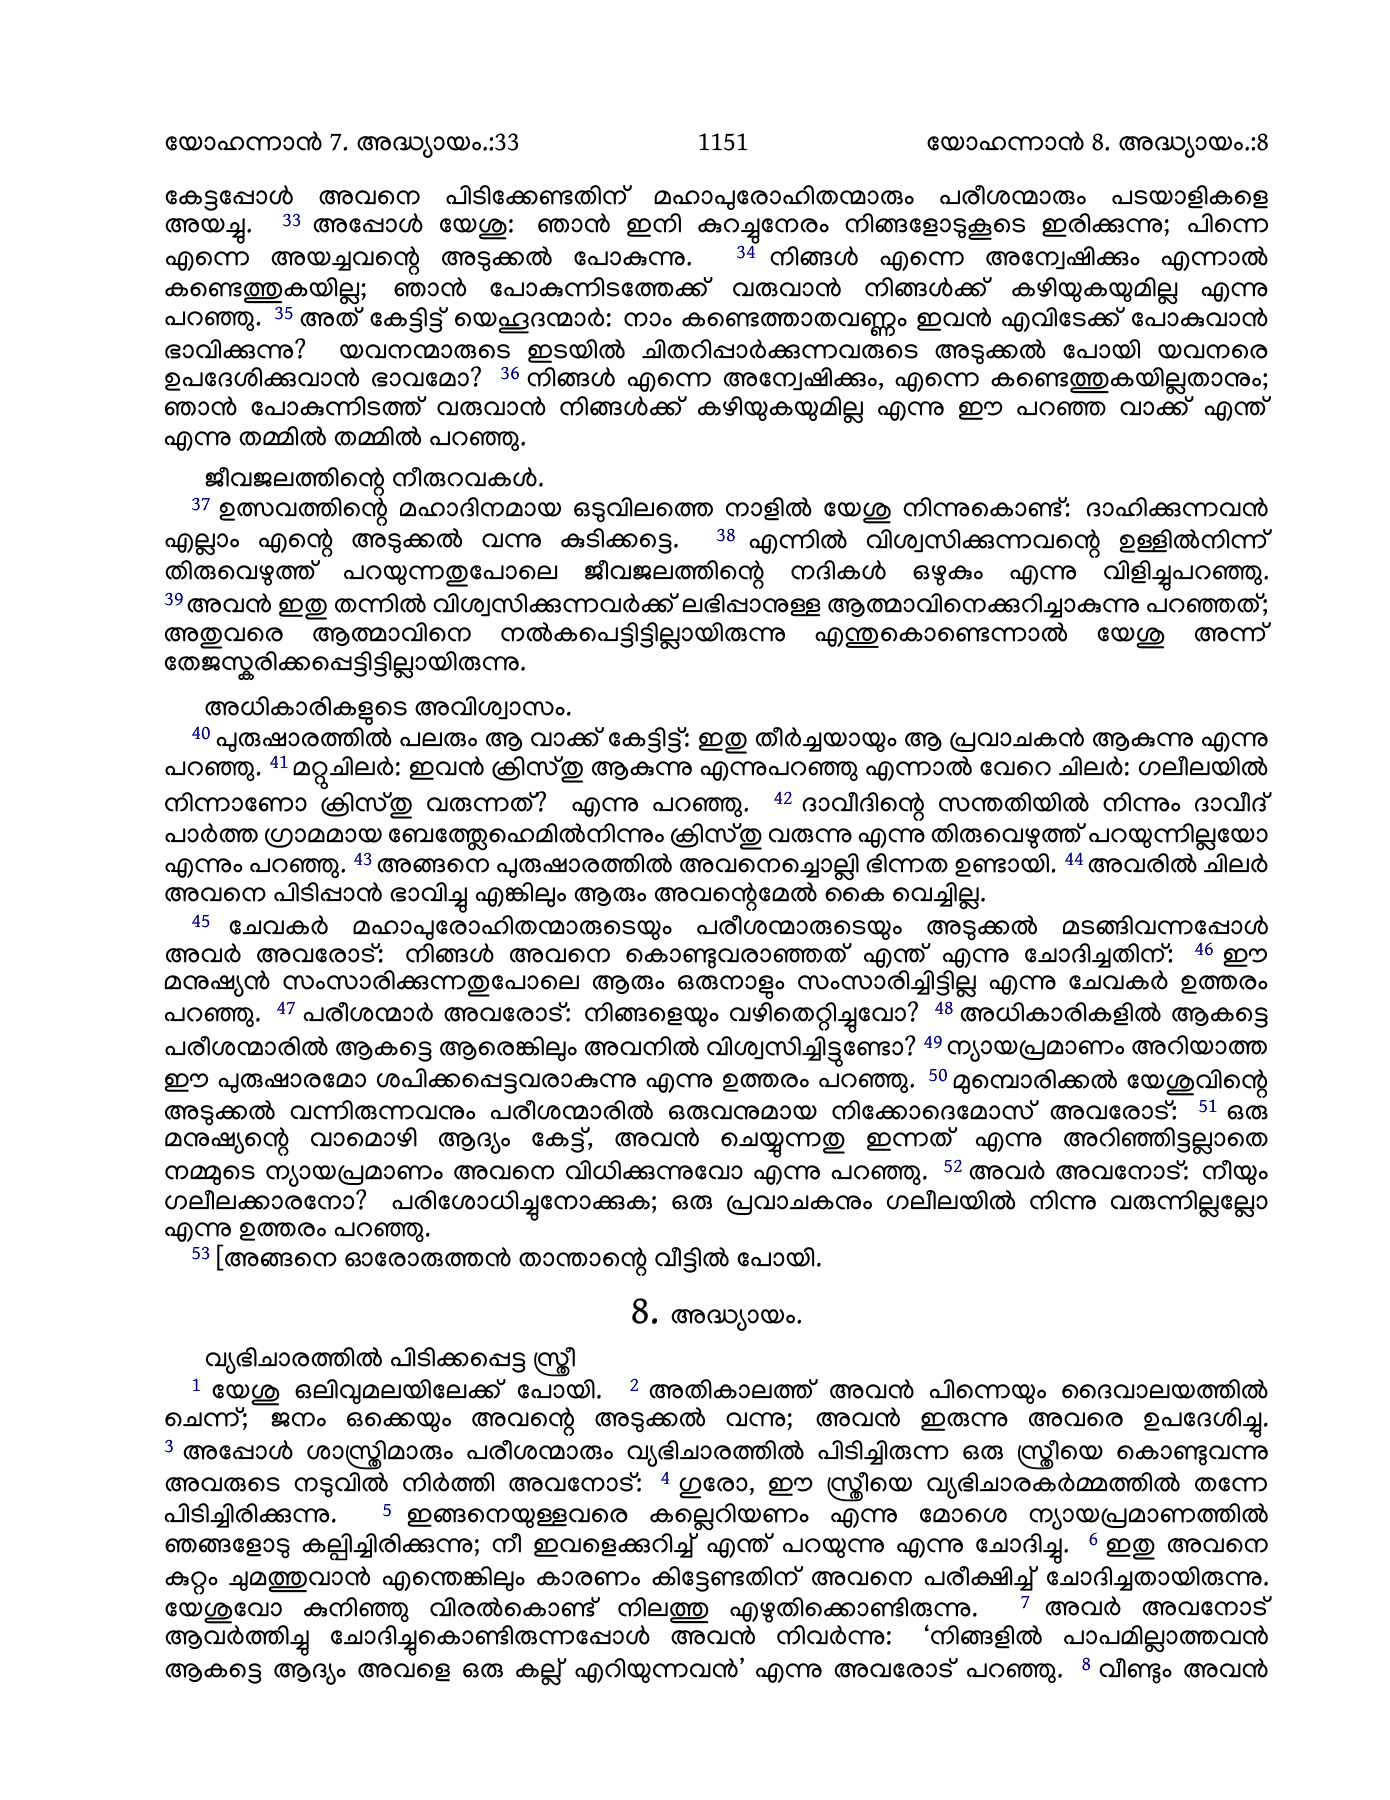 യോഹന്നാൻ 7. അദ്ധ്യായം.:33 1151 യോഹന്നാൻ 8. അദ്ധ്യായം.:8
കേട്ടപ്പോൾ അവനെ പിടിക്കേണ്ടതിന് മഹാപുരോഹിതന്മാരും പരീശന്മാരും പടയാളികളെ
അയച്ചു. 33 അപ്പോൾ യേശു: ഞാൻ ഇനി കുറച്ചുനേരം നിങ്ങളോടുകൂടെ ഇരിക്കുന്നു; പിന്നെ
എന്നെ അയച്ചവന്റെ അടുക്കൽ പോകുന്നു. 34 നിങ്ങൾ എന്നെ അന്വേഷിക്കും എന്നാൽ
കണ്ടെത്തുകയില്ല; ഞാൻ പോകുന്നിടത്തേക്ക് വരുവാൻ നിങ്ങൾക്ക് കഴിയുകയുമില്ല എന്നു
പറഞ്ഞു. 35 അത് കേട്ടിട്ട് യെഹൂദന്മാർ: നാം കണ്ടെത്താതവണ്ണം ഇവൻ എവിടേക്ക് പോകുവാൻ
ഭാവിക്കുന്നു? യവനന്മാരുടെ ഇടയിൽ ചിതറിപ്പാർക്കുന്നവരുടെ അടുക്കൽ പോയി യവനരെ
ഉപദേശിക്കുവാൻ ഭാവമോ? 36 നിങ്ങൾ എന്നെ അന്വേഷിക്കും, എന്നെ കണ്ടെത്തുകയില്ലതാനും;
ഞാൻ പോകുന്നിടത്ത് വരുവാൻ നിങ്ങൾക്ക് കഴിയുകയുമില്ല എന്നു ഈ പറഞ്ഞ വാക്ക് എന്ത്
എന്നു തമ്മിൽ തമ്മിൽ പറഞ്ഞു.
ജീവജലത്തിന്റെ നീരുറവകൾ.
37 ഉത്സവത്തിന്റെ മഹാദിനമായ ഒടുവിലത്തെ നാളിൽ യേശു നിന്നുകൊണ്ട്: ദാഹിക്കുന്നവൻ
എല്ലാം എന്റെ അടുക്കൽ വന്നു കുടിക്കട്ടെ. 38 എന്നിൽ വിശ്വസിക്കുന്നവന്റെ ഉള്ളിൽനിന്ന്
തിരുവെഴുത്ത് പറയുന്നതുപോലെ ജീവജലത്തിന്റെ നദികൾ ഒഴുകും എന്നു വിളിച്ചുപറഞ്ഞു.
39 അവൻ ഇതു തന്നിൽ വിശ്വസിക്കുന്നവർക്ക് ലഭിപ്പാനുള്ള ആത്മാവിനെക്കുറിച്ചാകുന്നു പറഞ്ഞത്;
അതുവരെ ആത്മാവിനെ നൽകപെട്ടിട്ടില്ലായിരുന്നു എന്തുകൊണ്ടെന്നാൽ യേശു അന്ന്
തേജസ്കരിക്കപ്പെട്ടിട്ടില്ലായിരുന്നു.
അധികാരികളുടെ അവിശ്വാസം.
40 പുരുഷാരത്തിൽ പലരും ആ വാക്ക് കേട്ടിട്ട്: ഇതു തീർച്ചയായും ആ പ്രവാചകൻ ആകുന്നു എന്നു
പറഞ്ഞു. 41 മറ്റുചിലർ: ഇവൻ ക്രിസ്തു ആകുന്നു എന്നുപറഞ്ഞു എന്നാൽ വേറെ ചിലർ: ഗലീലയിൽ
നിന്നാണോ ക്രിസ്തു വരുന്നത്? എന്നു പറഞ്ഞു. 42 ദാവീദിന്റെ സന്തതിയിൽ നിന്നും ദാവീദ്
പാർത്ത ഗ്രാമമായ ബേത്ത്ലേഹെമിൽനിന്നും ക്രിസ്തു വരുന്നു എന്നു തിരുവെഴുത്ത് പറയുന്നില്ലയോ
എന്നും പറഞ്ഞു. 43 അങ്ങനെ പുരുഷാരത്തിൽ അവനെച്ചൊല്ലി ഭിന്നത ഉണ്ടായി. 44 അവരിൽ ചിലർ
അവനെ പിടിപ്പാൻ ഭാവിച്ചു എങ്കിലും ആരും അവന്റെമേൽ കൈ വെച്ചില്ല.
45 ചേവകർ മഹാപുരോഹിതന്മാരുടെയും പരീശന്മാരുടെയും അടുക്കൽ മടങ്ങിവന്നപ്പോൾ
അവർ അവരോട്: നിങ്ങൾ അവനെ കൊണ്ടുവരാഞ്ഞത് എന്ത് എന്നു ചോദിച്ചതിന്: 46 ഈ
മനുഷ്യൻ സംസാരിക്കുന്നതുപോലെ ആരും ഒരുനാളും സംസാരിച്ചിട്ടില്ല എന്നു ചേവകർ ഉത്തരം
പറഞ്ഞു. 47 പരീശന്മാർ അവരോട്: നിങ്ങളെയും വഴിതെറ്റിച്ചുവോ? 48 അധികാരികളിൽ ആകട്ടെ
പരീശന്മാരിൽ ആകട്ടെ ആരെങ്കിലും അവനിൽ വിശ്വസിച്ചിട്ടുണ്ടോ? 49 ന്യായപ്രമാണം അറിയാത്ത
ഈ പുരുഷാരമോ ശപിക്കപ്പെട്ടവരാകുന്നു എന്നു ഉത്തരം പറഞ്ഞു. 50 മുമ്പൊരിക്കൽ യേശുവിന്റെ
അടുക്കൽ വന്നിരുന്നവനും പരീശന്മാരിൽ ഒരുവനുമായ നിക്കോദെമോസ് അവരോട്: 51 ഒരു
മനുഷ്യന്റെ വാമൊഴി ആദ്യം കേട്ട്, അവൻ ചെയ്യുന്നതു ഇന്നത് എന്നു അറിഞ്ഞിട്ടല്ലാതെ
നമ്മുടെ ന്യായപ്രമാണം അവനെ വിധിക്കുന്നുവോ എന്നു പറഞ്ഞു. 52 അവർ അവനോട്: നീയും
ഗലീലക്കാരനോ? പരിശോധിച്ചുനോക്കുക; ഒരു പ്രവാചകനും ഗലീലയിൽ നിന്നു വരുന്നില്ലല്ലോ
എന്നു ഉത്തരം പറഞ്ഞു.
53 [അങ്ങനെ ഓരോരുത്തൻ താന്താന്റെ വീട്ടിൽ പോയി.
8. അദ്ധ്യായം.
വ്യഭിചാരത്തിൽ പിടിക്കപ്പെട്ട സ്ത്രീ
1 യേശു ഒലിവുമലയിലേക്ക് പോയി. 2 അതികാലത്ത് അവൻ പിന്നെയും ദൈവാലയത്തിൽ
ചെന്ന്; ജനം ഒക്കെയും അവന്റെ അടുക്കൽ വന്നു; അവൻ ഇരുന്നു അവരെ ഉപദേശിച്ചു.
3 അപ്പോൾ ശാസ്ത്രിമാരും പരീശന്മാരും വ്യഭിചാരത്തിൽ പിടിച്ചിരുന്ന ഒരു സ്ത്രീയെ കൊണ്ടുവന്നു
അവരുടെ നടുവിൽ നിർത്തി അവനോട്: 4 ഗുരോ, ഈ സ്ത്രീയെ വ്യഭിചാരകർമ്മത്തിൽ തന്നേ
പിടിച്ചിരിക്കുന്നു. 5 ഇങ്ങനെയുള്ളവരെ കല്ലെറിയണം എന്നു മോശെ ന്യായപ്രമാണത്തിൽ
ഞങ്ങളോടു കല്പിച്ചിരിക്കുന്നു; നീ ഇവളെക്കുറിച്ച് എന്ത് പറയുന്നു എന്നു ചോദിച്ചു. 6 ഇതു അവനെ
കുറ്റം ചുമത്തുവാൻ എന്തെങ്കിലും കാരണം കിട്ടേണ്ടതിന് അവനെ പരീക്ഷിച്ച് ചോദിച്ചതായിരുന്നു.
യേശുവോ കുനിഞ്ഞു വിരൽകൊണ്ട് നിലത്തു എഴുതിക്കൊണ്ടിരുന്നു. 7 അവർ അവനോട്
ആവർത്തിച്ചു ചോദിച്ചുകൊണ്ടിരുന്നപ്പോൾ അവൻ നിവർന്നു: ‘നിങ്ങളിൽ പാപമില്ലാത്തവൻ
ആകട്ടെ ആദ്യം അവളെ ഒരു കല്ല് എറിയുന്നവൻ’ എന്നു അവരോട് പറഞ്ഞു. 8 വീണ്ടും അവൻ